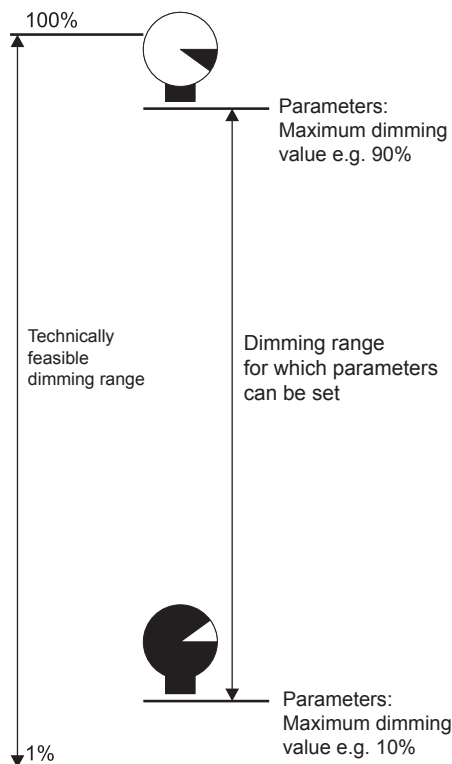 100%
Parameters:
Maximum dimming
value e.g. 90%
Technically
feasible
dimming range
Dimming range
for which parameters
can be set
Parameters:
Maximum dimming
value e.g. 10%
1%